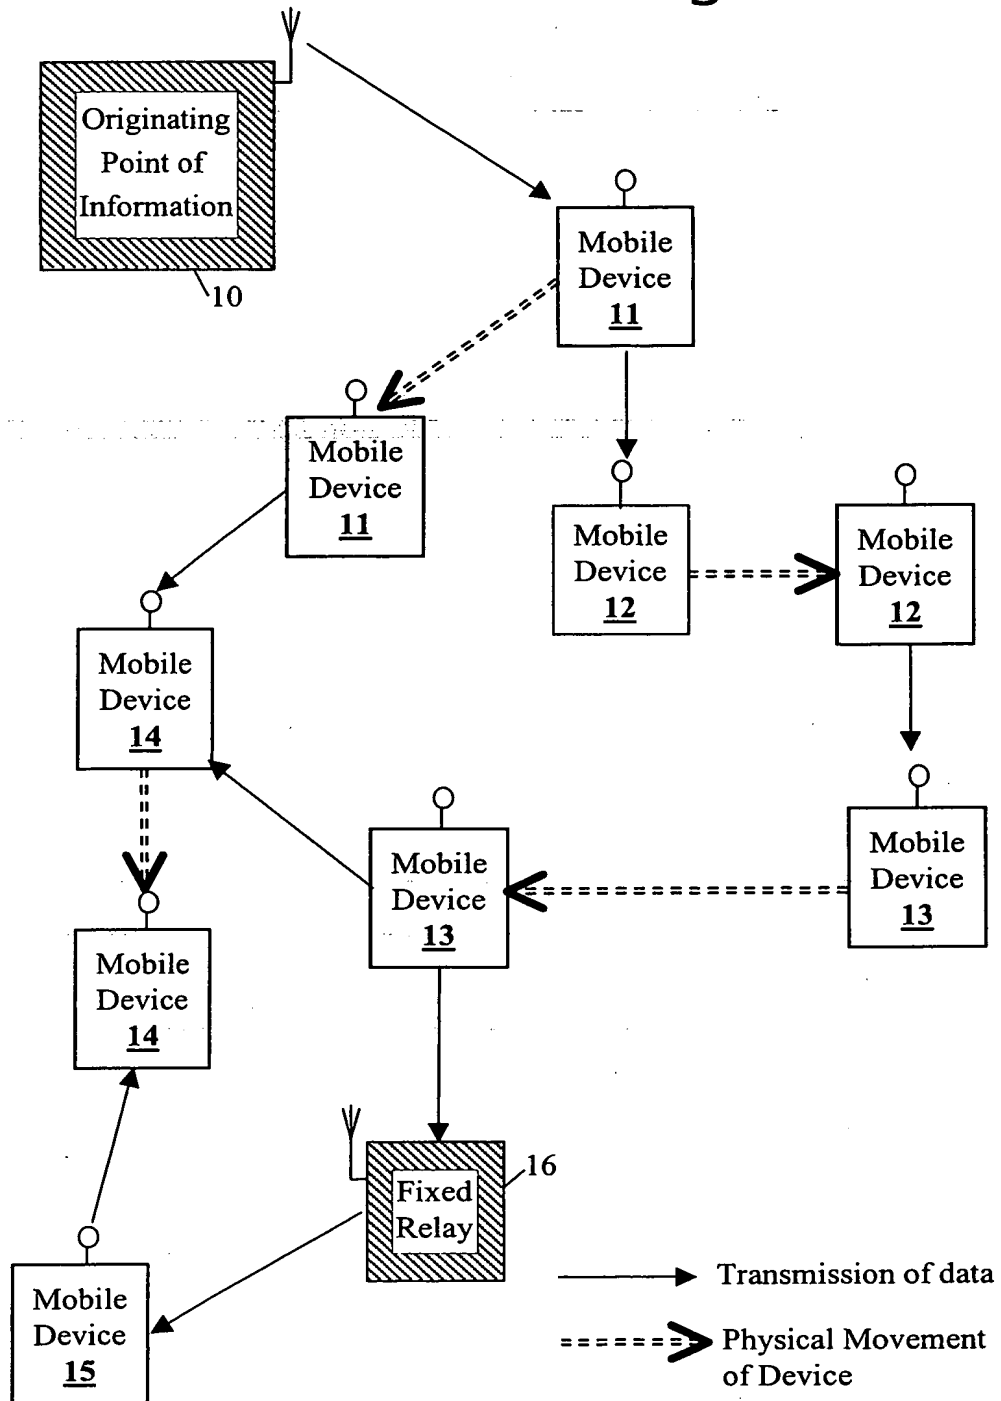 Originating
Point of
Information
10
Mobile
Device
11
Mobile
Device
11
Mobile
Device
12
Mobile
Device
12
Mobile
Device
14
Mobile
Device
13
Mobile
Device
13
Mobile
Device
14
16
Fixed
Relay
Mobile
Device
15
Transmission of data
Physical Movement
of Device